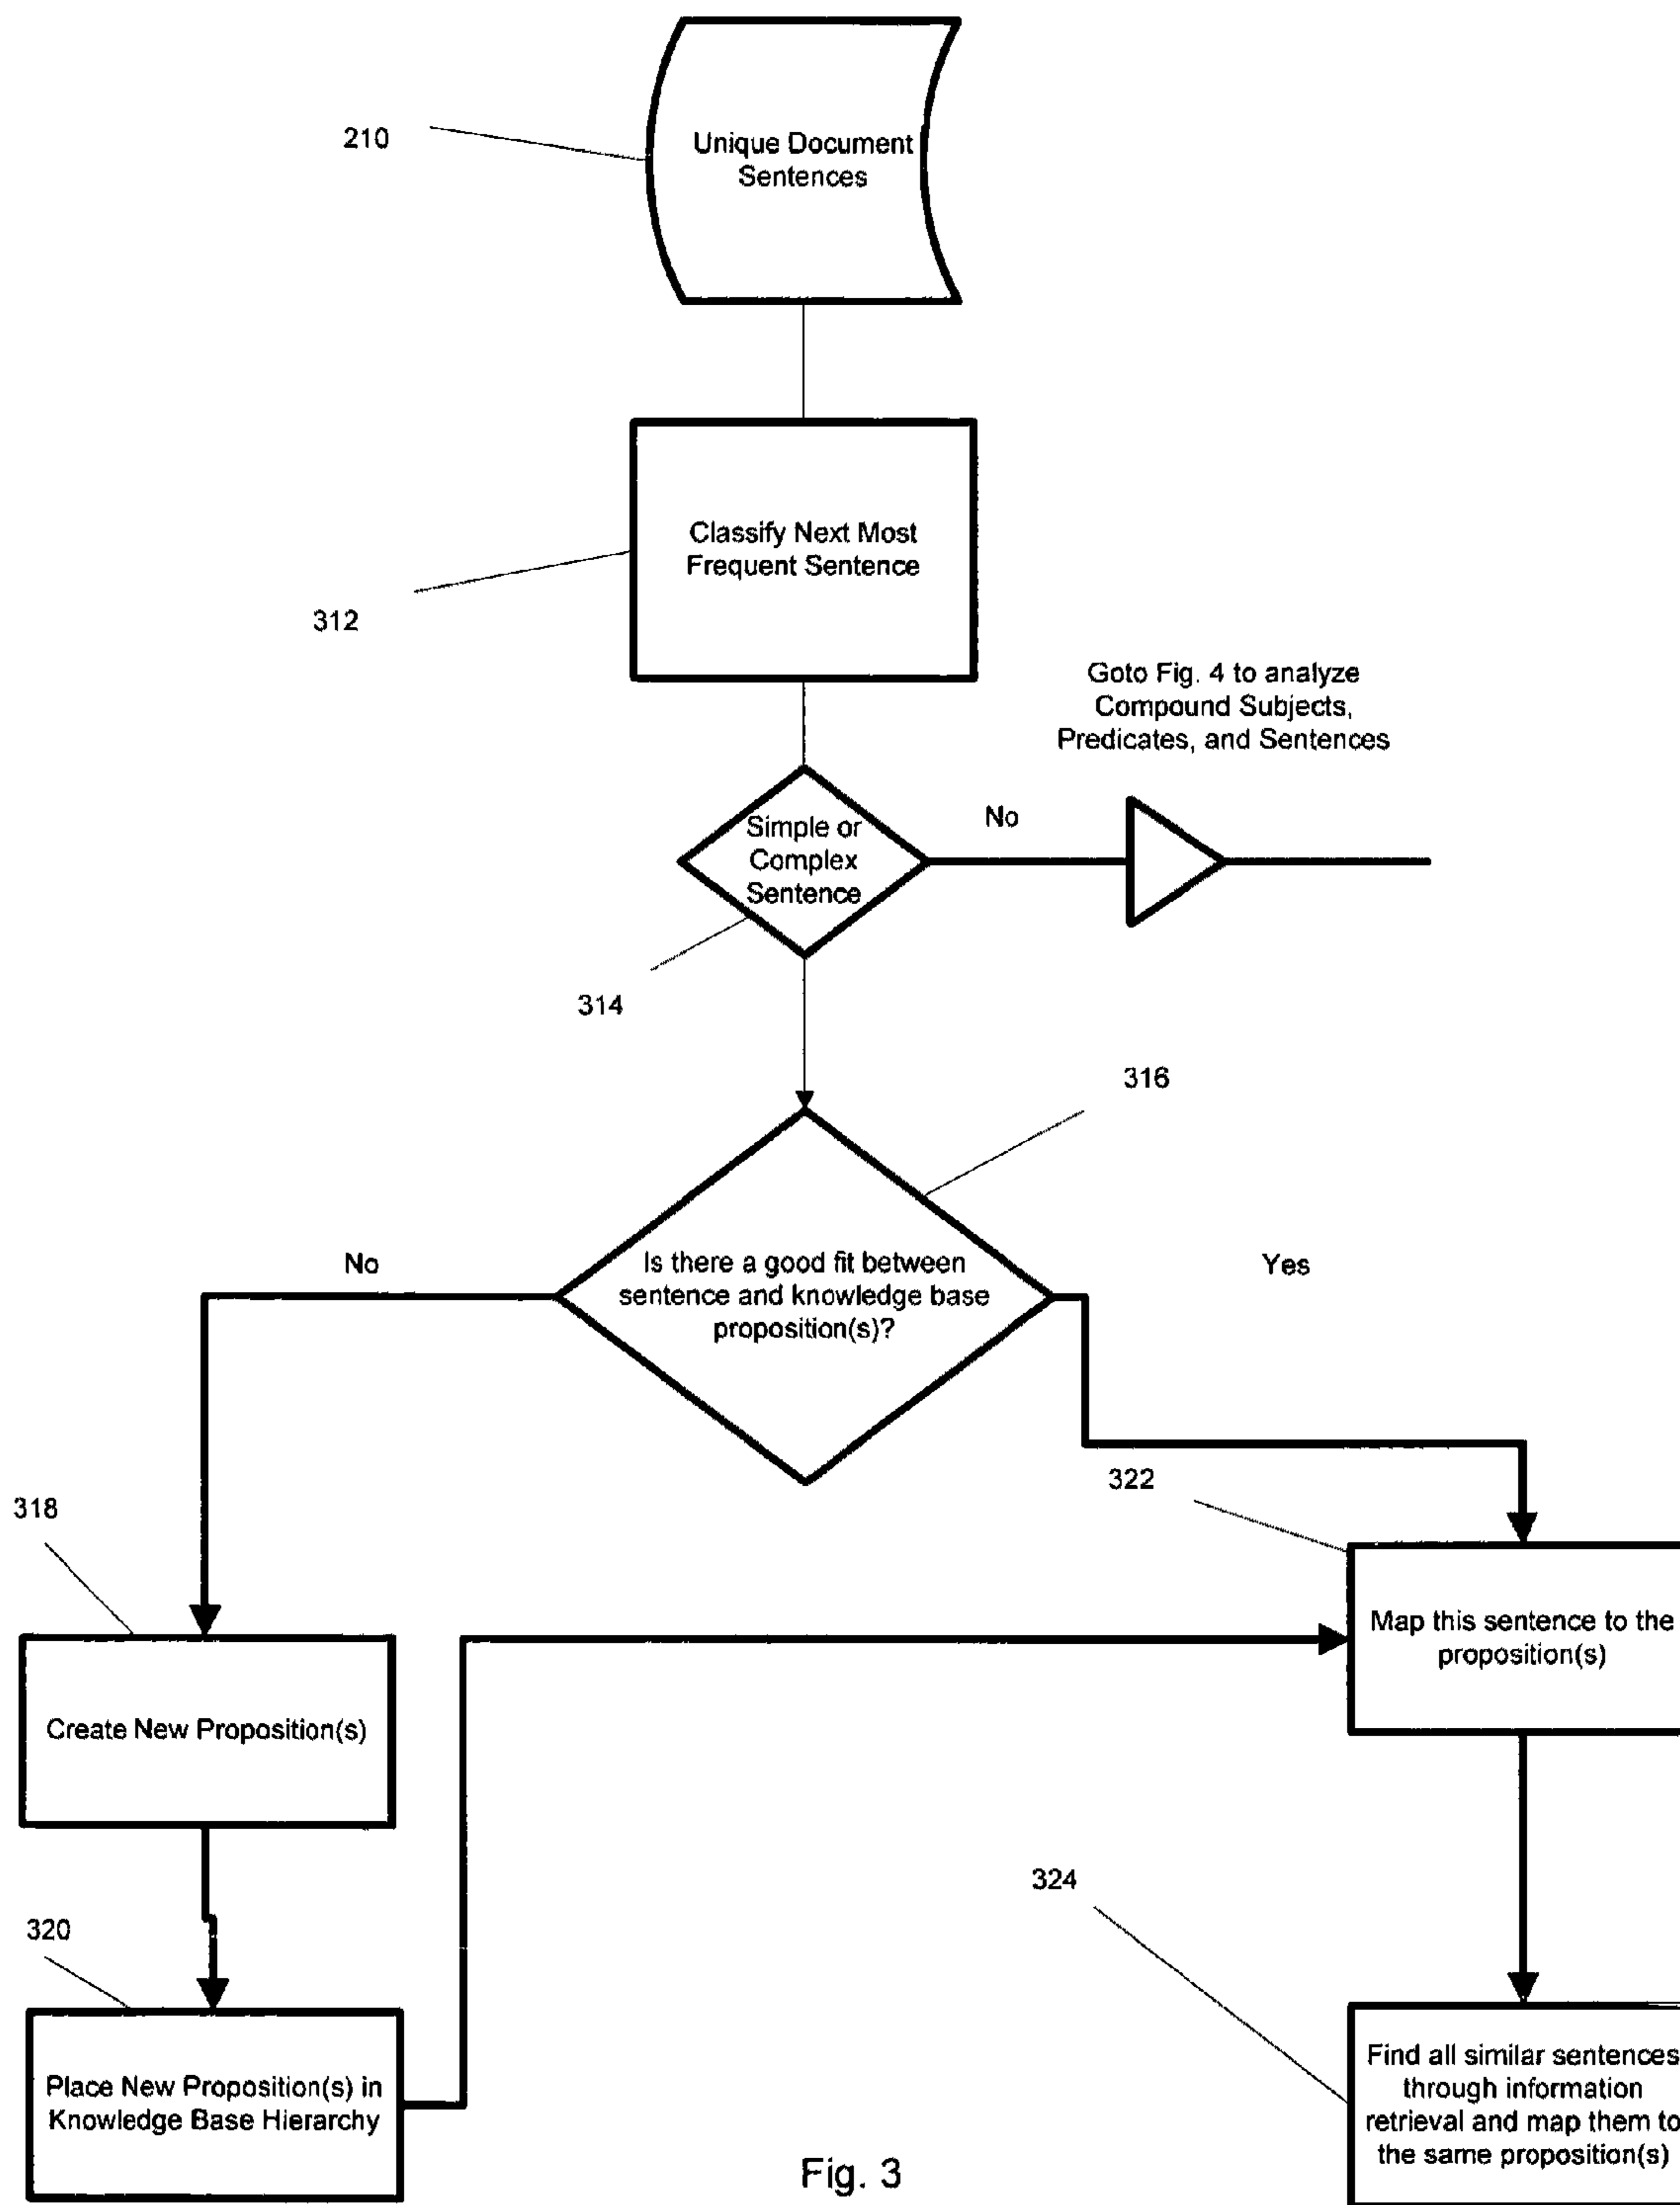 Unique Document
Sentences
210
Classify Next Most
Frequent Sentence
312
Goto Fig. 4 to analyze
Compound Subjects,
Predicates, and Sentences
No
Simple or
Complex
Sentence
314
316
No
Is there a good fit between
sentence and knowledge base
proposition(s)?
Yes
322
318
Map this sentence to the
proposition(s)
Create New Proposition(s)
324
320
Find all similar sentences
through information
retrieval and map them to
the same proposition(s)
Place New Proposition(s) in
Knowledge Base Hierarchy
Fig. 3